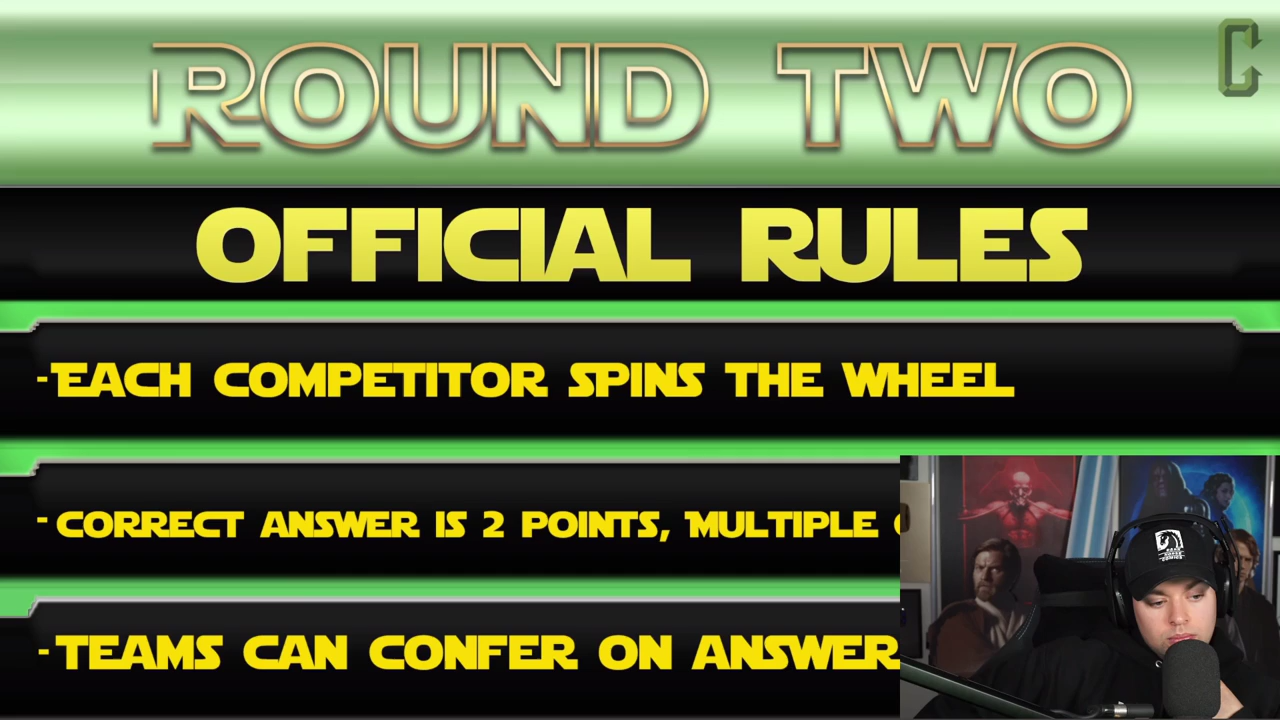 ROUND TWO
OFFICIAL RULES
-EACH COMPETITOR SPINS THE WHEEL
-CORRECT ANSWER IS 2 POINTS, MULTIPLE
-TEAMS CAN CONFER ON ANSWER